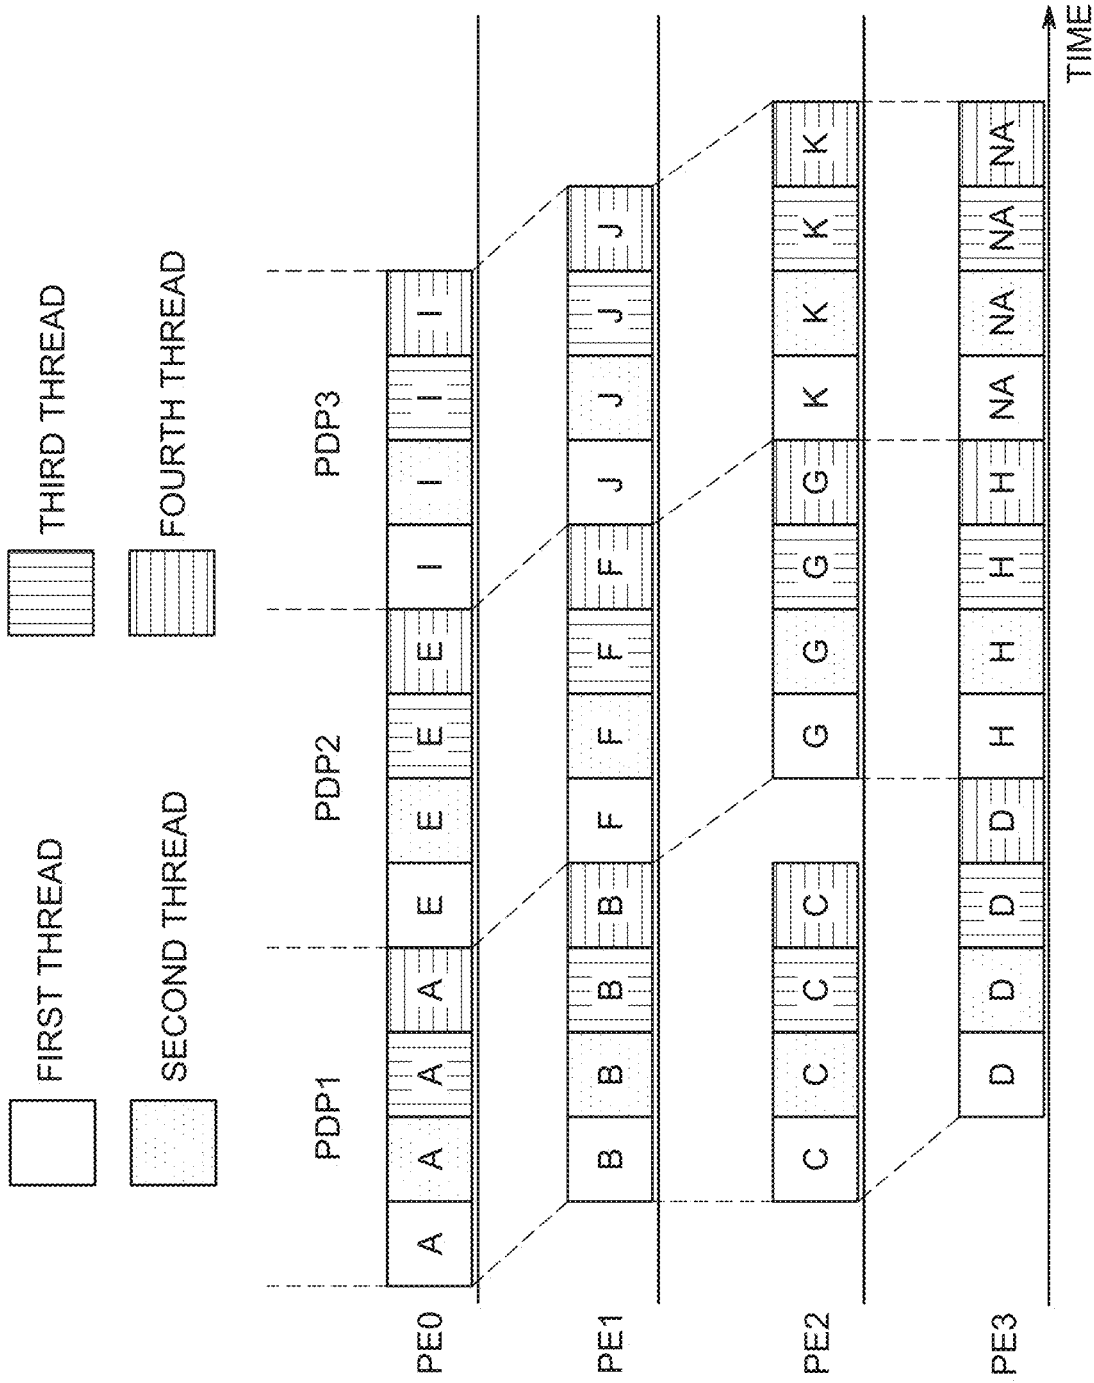 FIRST THREAD THIRD THREAD
SECOND THREAD FOURTH THREAD
PDP1 PDP2 PDP3
PE0 A A A A E E E E I I I I
PE1 B B B B F F F F J J J J
PE2 C C C C G G G G K K K K
PE3 D D D D H H H H NA NA NA NA
TIME